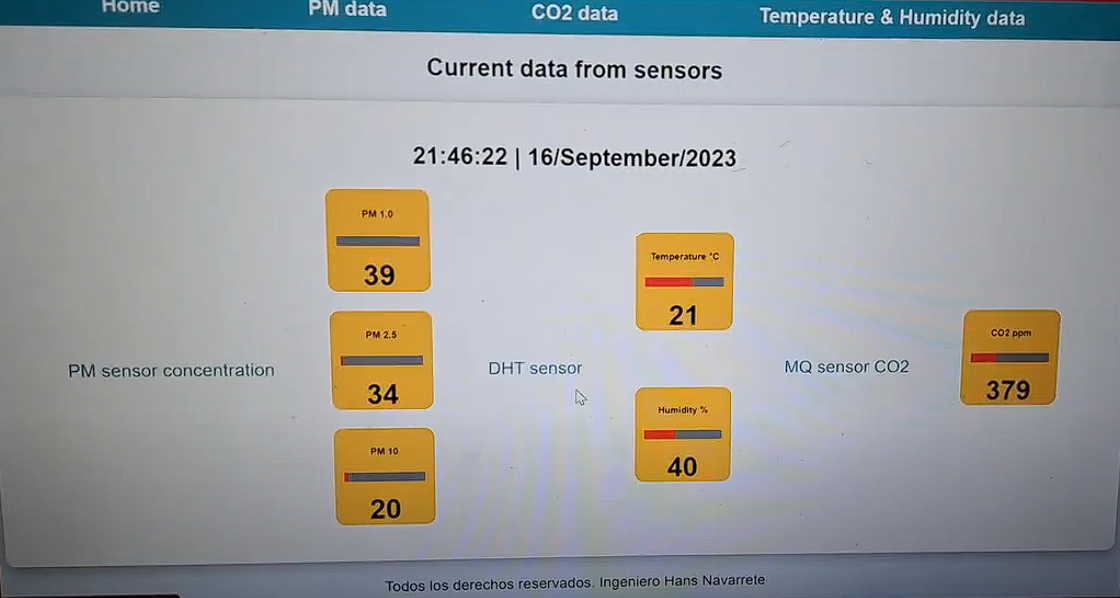 Home PM data CO2 data Temperature & Humidity data
Current data from sensors
21:46:22 | 16/September/2023
PM sensor concentration
PM 1.0
39
PM 2.5
34
PM 10
20
DHT sensor
Temperature °C
21
Humidity %
40
MQ sensor CO2
CO2 ppm
379
Todos los derechos reservados. Ingeniero Hans Navarrete